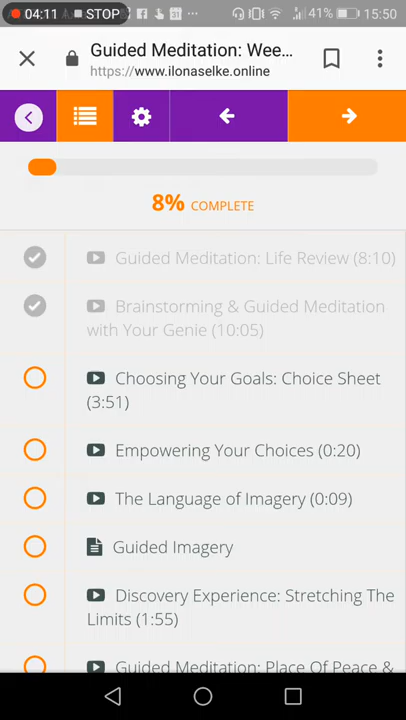 04:11 STOP 41% 15:50
Guided Meditation: Wee...
https://www.ilonaselke.online
8% COMPLETE
Guided Meditation: Life Review (8:10)
Brainstorming & Guided Meditation
with Your Genie (10:05)
Choosing Your Goals: Choice Sheet
(3:51)
Empowering Your Choices (0:20)
The Language of Imagery (0:09)
Guided Imagery
Discovery Experience: Stretching The
Limits (1:55)
Guided Meditation: Place Of Peace &